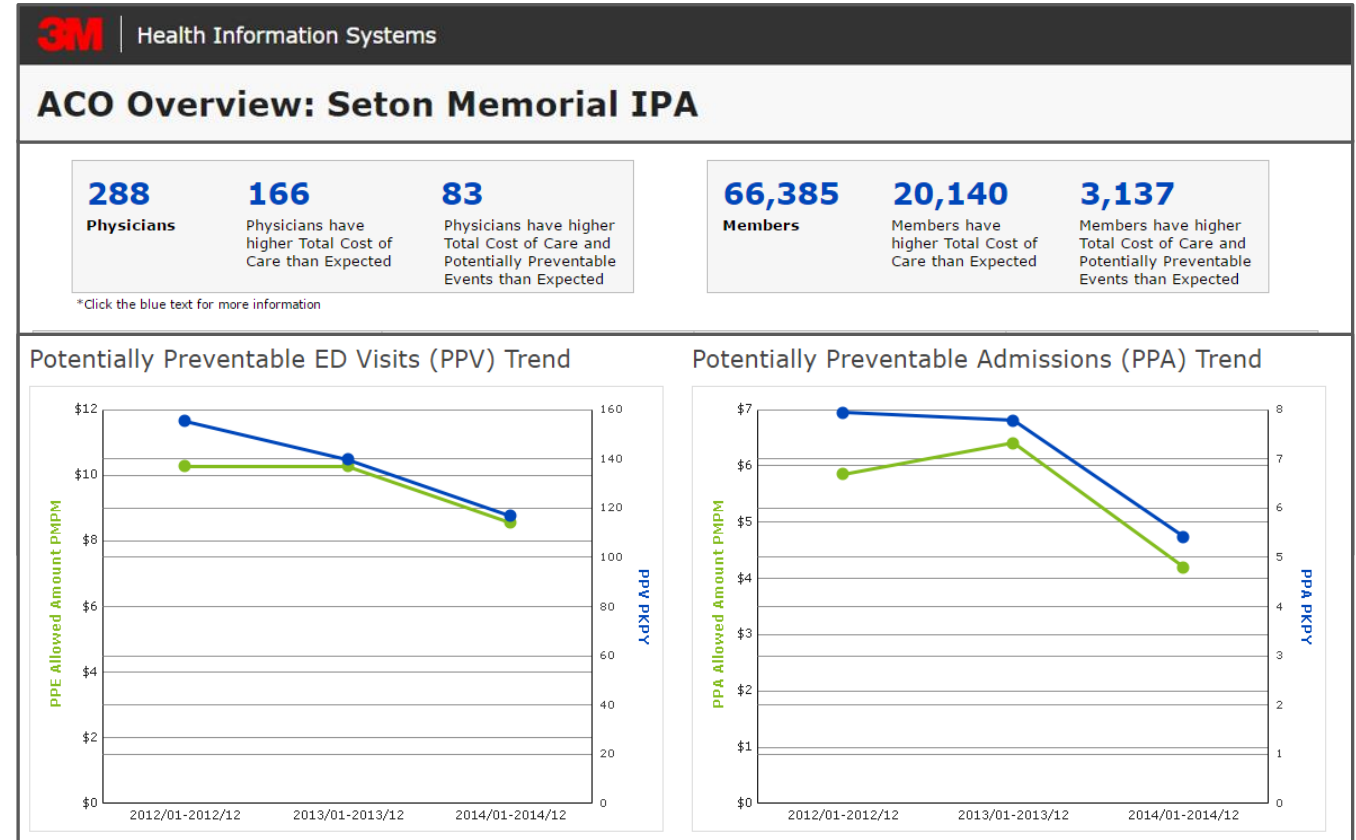 3M Health Information Systems
ACO Overview: Seton Memorial IPA
288
Physicians
166
Physicians have
higher Total Cost of
Care than Expected
83
Physicians have higher
Total Cost of Care and
Potentially Preventable
Events than Expected
66,385
Members
20,140
Members have
higher Total Cost of
Care than Expected
3,137
Members have higher
Total Cost of Care and
Potentially Preventable
Events than Expected
*Click the blue text for more information
Potentially Preventable ED Visits (PPV) Trend
PPE Allowed Amount PMPM
$12
$10
$8
$6
$4
$2
$0
160
140
120
100
80
60
40
20
0
PPV PKPY
2012/01-2012/12 2013/01-2013/12 2014/01-2014/12
Potentially Preventable Admissions (PPA) Trend
PPA Allowed Amount PMPM
$7
$6
$5
$4
$3
$2
$1
$0
8
7
6
5
4
3
2
1
0
PPA PKPY
2012/01-2012/12 2013/01-2013/12 2014/01-2014/12